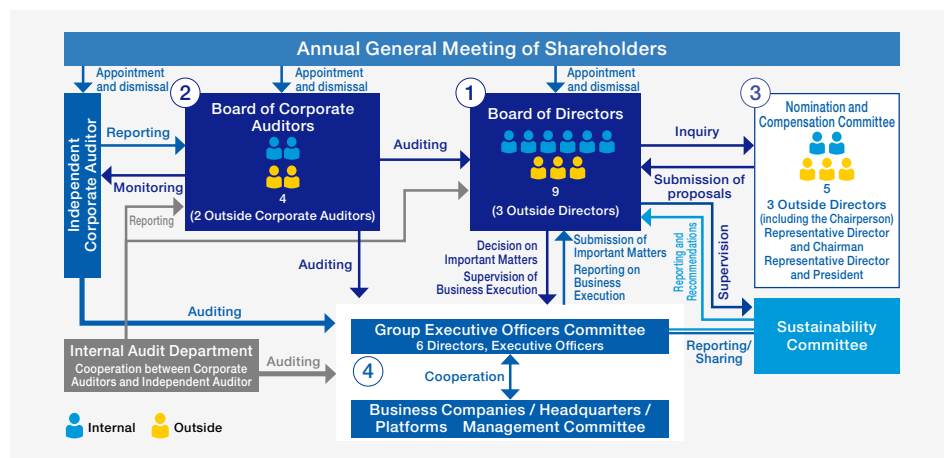 Annual General Meeting of Shareholders
Appointment
and dismissal
Appointment
and dismissal
Appointment
and dismissal
Independent
Corporate Auditor
Reporting
Monitoring
Reporting
2
Board of Corporate
Auditors
4
(2 Outside Corporate Auditors)
Auditing
1
Board of Directors
9
(3 Outside Directors)
Inquiry
Submission of
proposals
3
Nomination and
Compensation Committee
5
3 Outside Directors
(including the Chairperson)
Representative Director
and Chairman
Representative Director
and President
Auditing
Decision on
Important Matters
Supervision of
Business Execution
Submission of
Important Matters
Reporting on
Business
Execution
Reporting and
Recommendations
Supervision
Auditing
Group Executive Officers Committee
6 Directors, Executive Officers
Reporting/
Sharing
Sustainability
Committee
Internal Audit Department
Cooperation between Corporate
Auditors and Independent Auditor
Auditing
4
Cooperation
Business Companies / Headquarters /
Platforms Management Committee
Internal
Outside